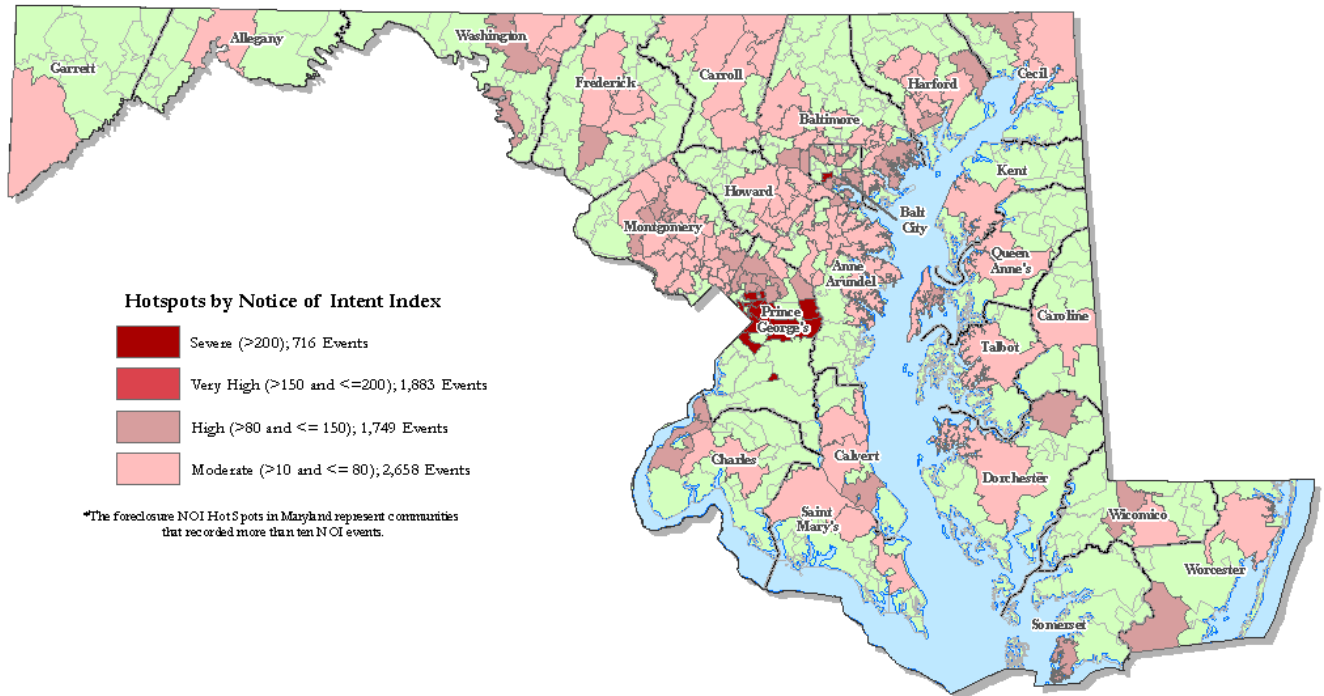 Garrett
Allegany
Washington
Frederick
Carroll
Baltimore
Harford
Cecil
Howard
Kent
Balt
City
Montgomery
Anne
Arundel
Queen
Anne's
Prince
George's
Caroline
Talbot
Charles
Calvert
Dorchester
Saint
Mary's
Wicomico
Worcester
Somerset
Hotspots by Notice of Intent Index
Severe (>200); 716 Events
Very High (>150 and <=200); 1,883 Events
High (>80 and <= 150); 1,749 Events
Moderate (>10 and <= 80); 2,658 Events
*The foreclosure NOI Hot Spots in Maryland represent communities
that recorded more than ten NOI events.